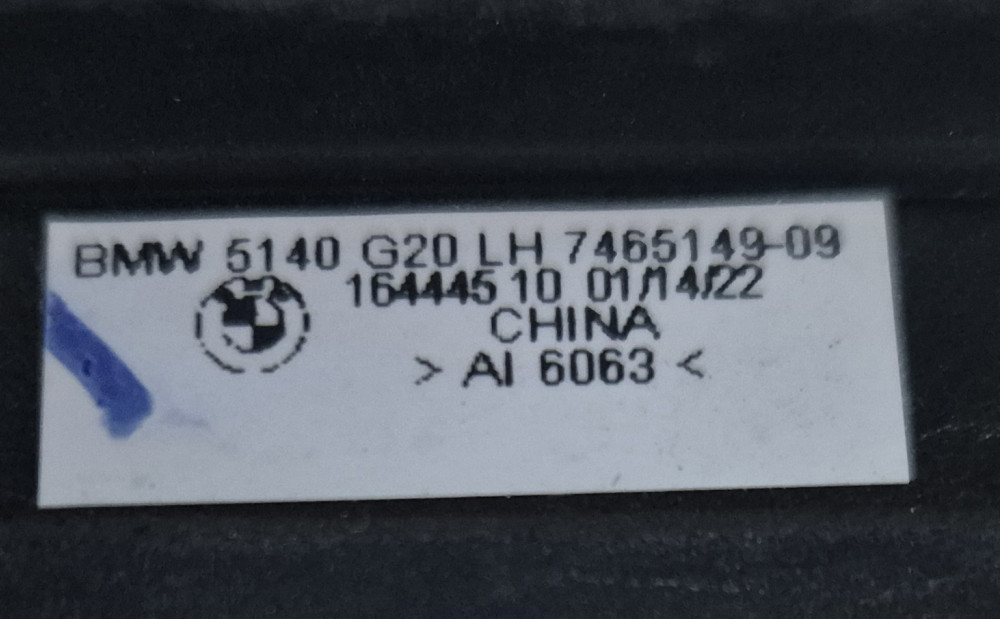 BMW 5140 G20 LH 7465149-09
164445 10 01/14/22
CHINA
> Al 6063 <